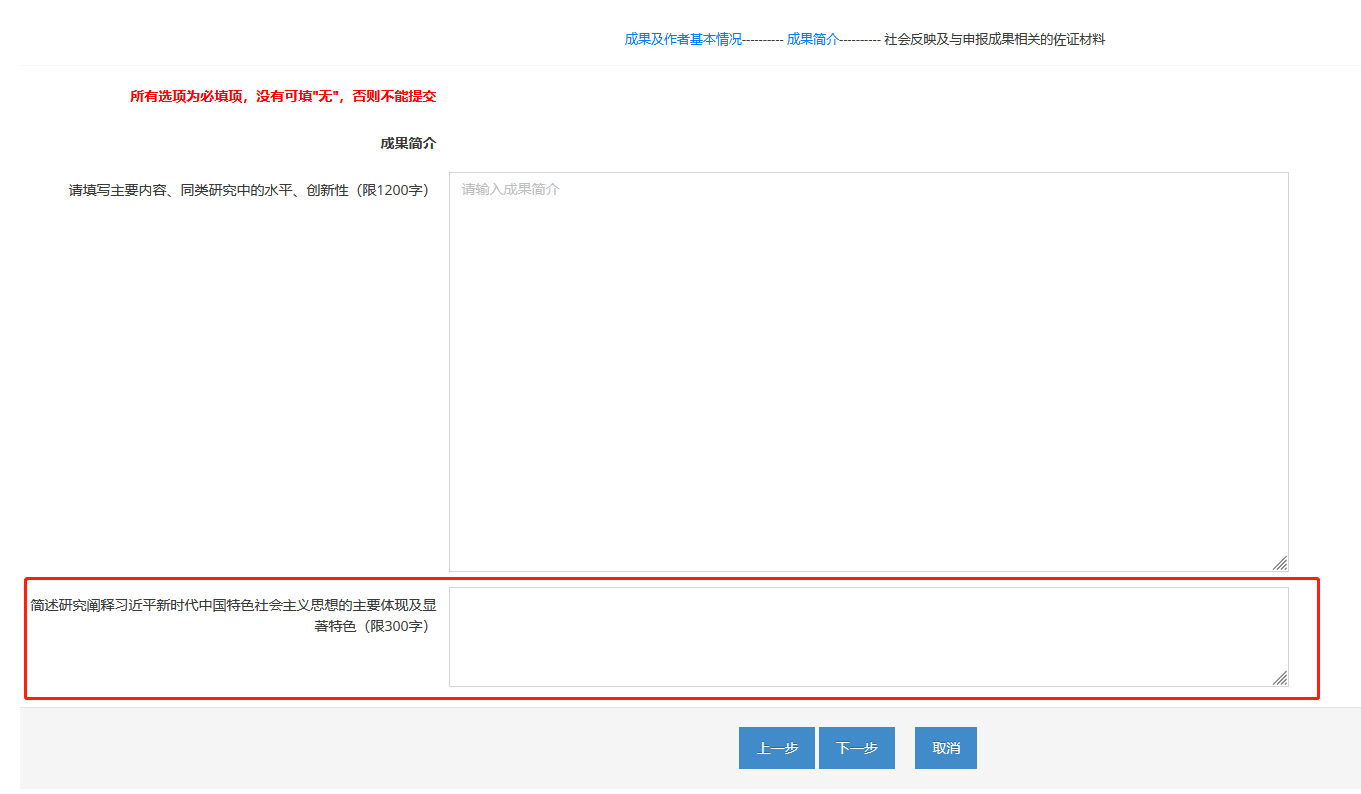 成果及作者基本情况---------- 成果简介---------- 社会反映及与申报成果相关的佐证材料
所有选项为必填项，没有可填"无"，否则不能提交
成果简介
请填写主要内容、同类研究中的水平、创新性（限1200字）
请输入成果简介
简述研究阐释习近平新时代中国特色社会主义思想的主要体现及显
著特色（限300字）
上一步 下一步 取消